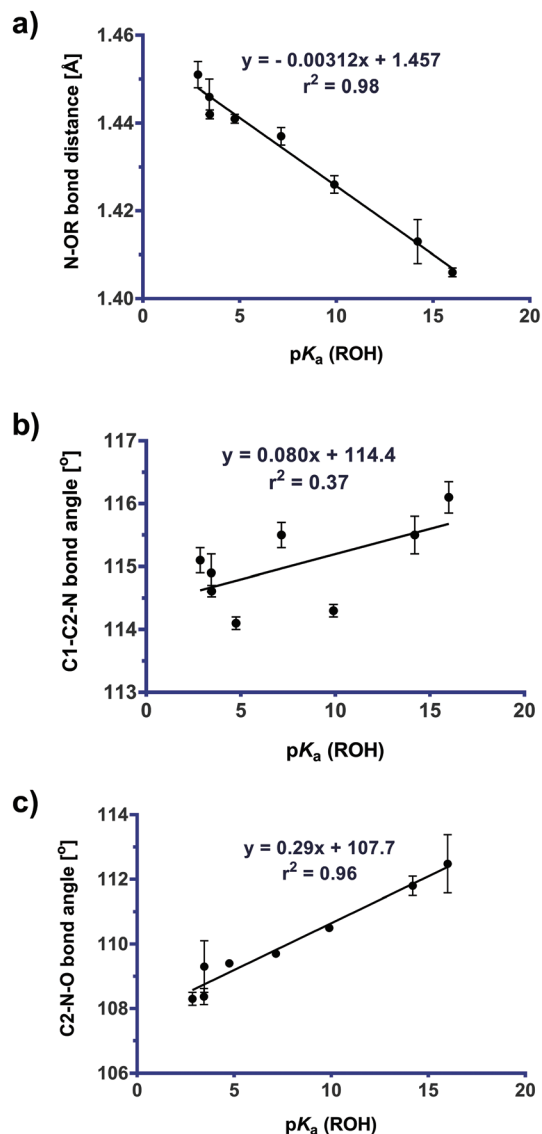 a)
1.46
1.44
1.42
1.40
N-OR bond distance [Å]
y = - 0.00312x + 1.457
r² = 0.98
0 5 10 15 20
pKa (ROH)
b)
117
116
115
114
113
C1-C2-N bond angle [º]
y = 0.080x + 114.4
r² = 0.37
0 5 10 15 20
pKa (ROH)
c)
114
112
110
108
106
C2-N-O bond angle [º]
y = 0.29x + 107.7
r² = 0.96
0 5 10 15 20
pKa (ROH)